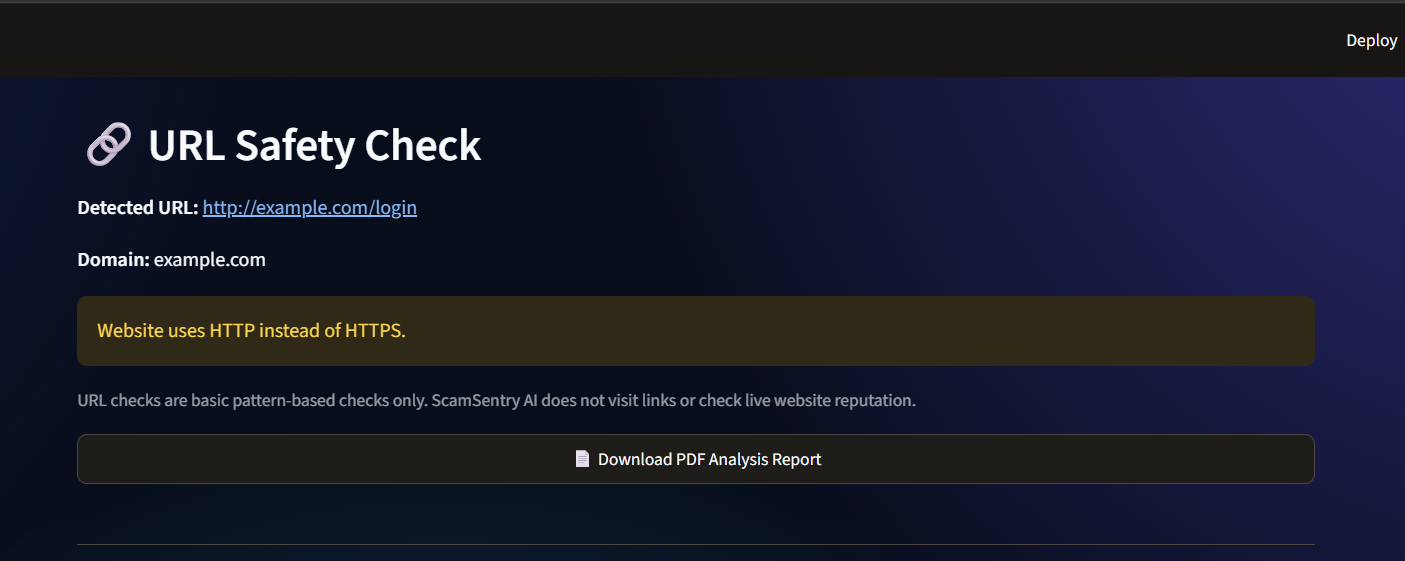 Deploy
URL Safety Check
Detected URL: http://example.com/login
Domain: example.com
Website uses HTTP instead of HTTPS.
URL checks are basic pattern-based checks only. ScamSentry AI does not visit links or check live website reputation.
Download PDF Analysis Report